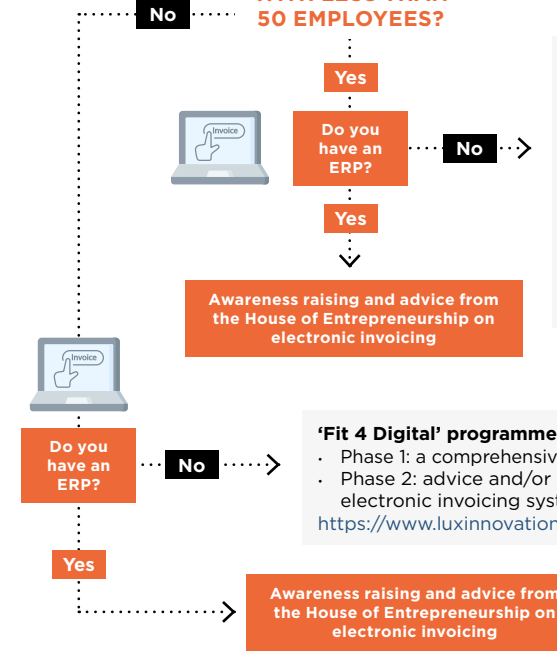 No
50 EMPLOYEES?
Yes
Invoice
Do you
have an
ERP?
No
Yes
Awareness raising and advice from
the House of Entrepreneurship on
electronic invoicing
Invoice
Do you
have an
ERP?
No
‘Fit 4 Digital’ programme
· Phase 1: a comprehensiv
· Phase 2: advice and/or
electronic invoicing syst
https://www.luxinnovation
Yes
Awareness raising and advice from
the House of Entrepreneurship on
electronic invoicing